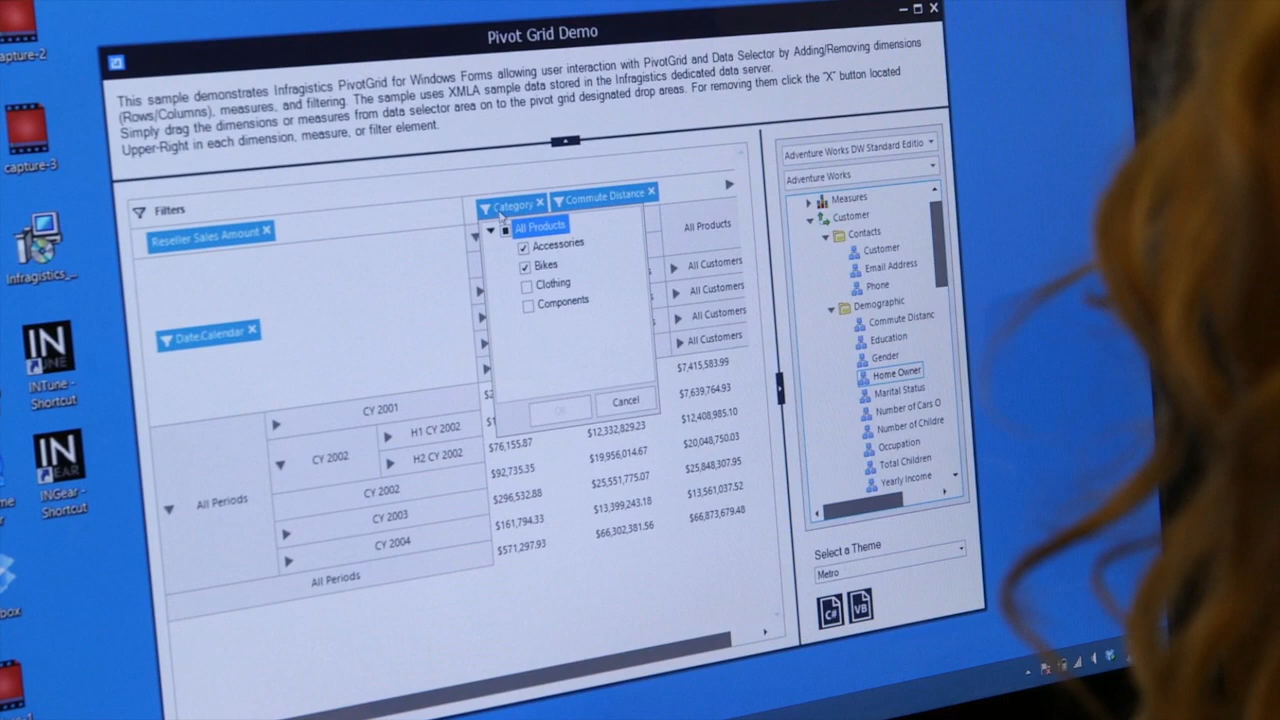 capture-2
capture-3
Infragistics_...
IN
TUNE
INTune -
Shortcut
IN
GEAR
INGear -
Shortcut
Pivot Grid Demo
This sample demonstrates Infragistics PivotGrid for Windows Forms allowing user interaction with PivotGrid and Data Selector by Adding/Removing dimensions
(Rows/Columns), measures, and filtering. The sample uses XMLA sample data stored in the Infragistics dedicated data server.
Simply drag the dimensions or measures from data selector area on to the pivot grid designated drop areas. For removing them click the "X" button located
Upper-Right in each dimension, measure, or filter element.
Filters
Reseller Sales Amount
Date.Calendar
Category
Commute Distance
All Products
Accessories
Bikes
Clothing
Components
OK
Cancel
All Products
All Customers
All Customers
All Customers
All Customers
CY 2001
CY 2002
H1 CY 2002
H2 CY 2002
CY 2002
CY 2003
CY 2004
All Periods
All Periods
$7,415,583.99
$7,639,764.93
$76,155.87 $12,332,829.23 $12,408,985.10
$92,735.35 $19,956,014.67 $20,048,750.03
$296,532.88 $25,551,775.07 $25,848,307.95
$161,794.33 $13,399,243.18 $13,561,037.52
$571,297.93 $66,302,381.56 $66,873,679.48
Adventure Works DW Standard Editio
Adventure Works
Measures
Customer
Contacts
Customer
Email Address
Phone
Demographic
Commute Distanc
Education
Gender
Home Owner
Marital Status
Number of Cars O
Number of Childre
Occupation
Total Children
Yearly Income
Select a Theme
Metro
C#
VB